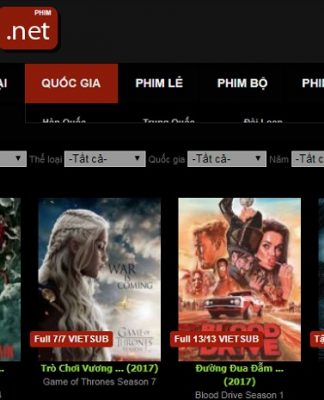 PHIM
.net
ẠI QUỐC GIA PHIM LẺ PHIM BỘ PHI
Hàn Quốc Trung Quốc Đài Loan
Thể loại -Tất cả- Quốc gia -Tất cả- Năm -Tất c
WAR
IS
COMING
GAME OF
THRONES
BLOOD
DRIVE
Full 7/7 VIETSUB
Full 13/13 VIETSUB
Trò Chơi Vương ... (2017)
Game of Thrones Season 7
Đường Đua Đẫm ...
(2017)
Blood Drive Season 1